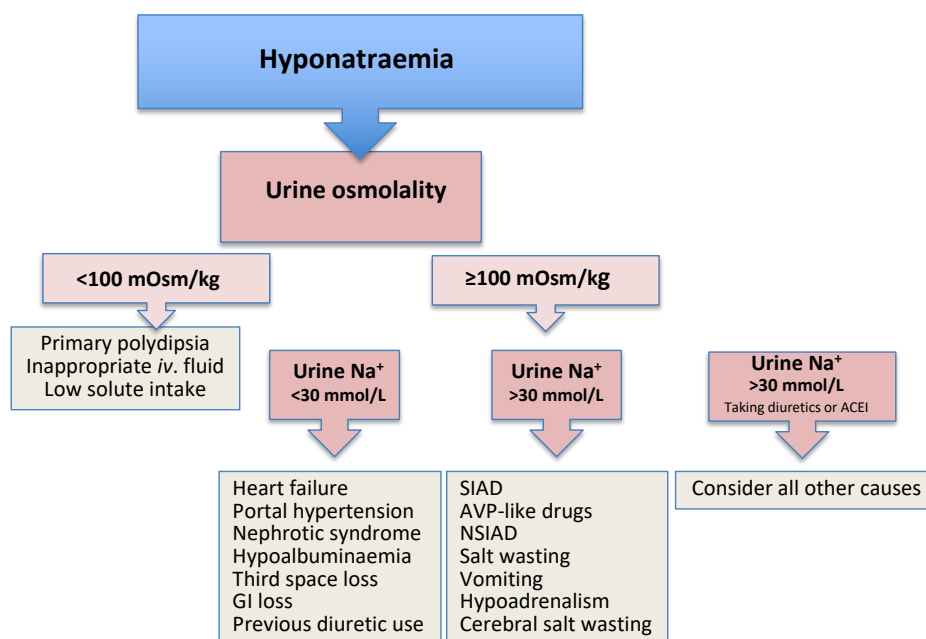 Hyponatraemia
Urine osmolality
<100 mOsm/kg
≥100 mOsm/kg
Primary polydipsia
Inappropriate iv. fluid
Low solute intake
Urine Na⁺
<30 mmol/L
Urine Na⁺
>30 mmol/L
Urine Na⁺
>30 mmol/L
Taking diuretics or ACEI
Heart failure
Portal hypertension
Nephrotic syndrome
Hypoalbuminaemia
Third space loss
GI loss
Previous diuretic use
SIAD
AVP-like drugs
NSIAD
Salt wasting
Vomiting
Hypoadrenalism
Cerebral salt wasting
Consider all other causes